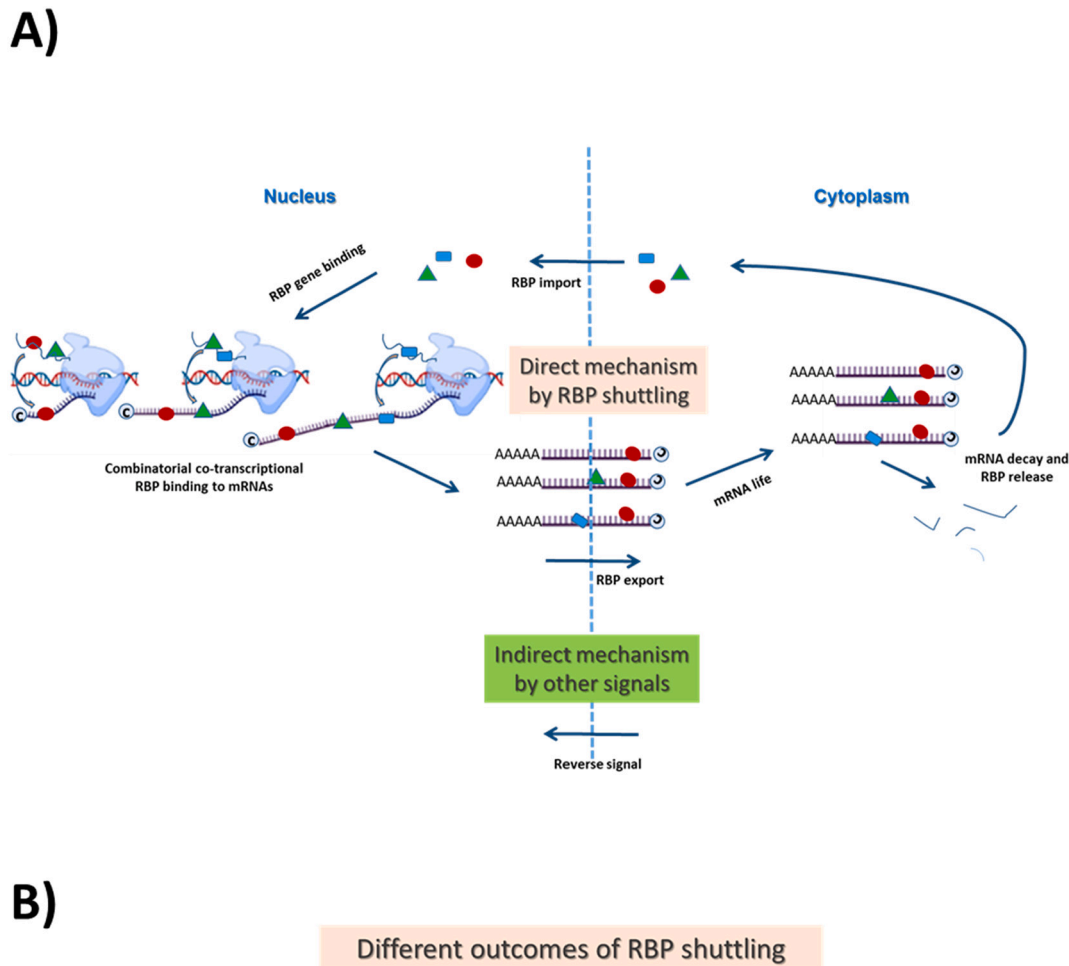 A)
Nucleus
Cytoplasm
RBP gene binding
RBP import
Direct mechanism
by RBP shuttling
C
C
C
Combinatorial co-transcriptional
RBP binding to mRNAs
AAAAA
C
AAAAA
C
AAAAA
C
mRNA life
AAAAA
C
AAAAA
C
AAAAA
C
mRNA decay and
RBP release
RBP export
Indirect mechanism
by other signals
Reverse signal
B)
Different outcomes of RBP shuttling